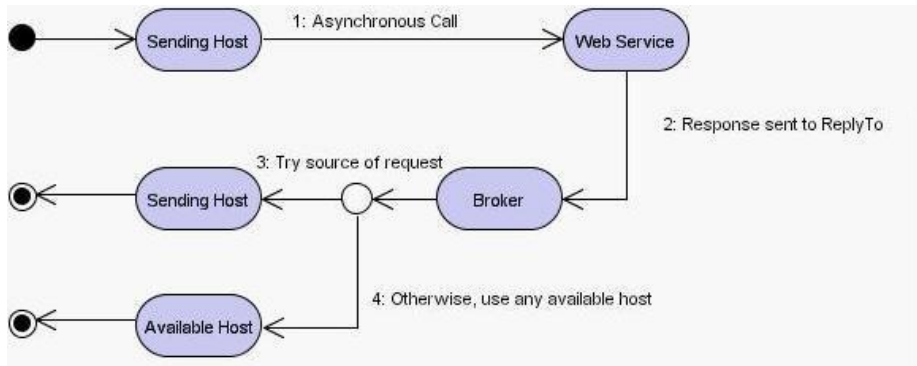 1: Asynchronous Call
Sending Host
Web Service
2: Response sent to ReplyTo
3: Try source of request
Sending Host
Broker
4: Otherwise, use any available host
Available Host